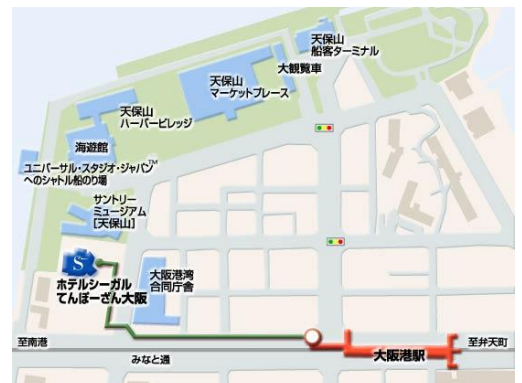 天保山
船客ターミナル
大観覧車
天保山
マーケットプレース
天保山
ハーバービレッジ
海遊館
ユニバーサル・スタジオ・ジャパン™
へのシャトル船のり場
サントリー
ミュージアム
[天保山]
S
ホテルシーガル
てんぽーざん大阪
大阪港湾
合同庁舎
至南港
みなと通
大阪港駅
至弁天町